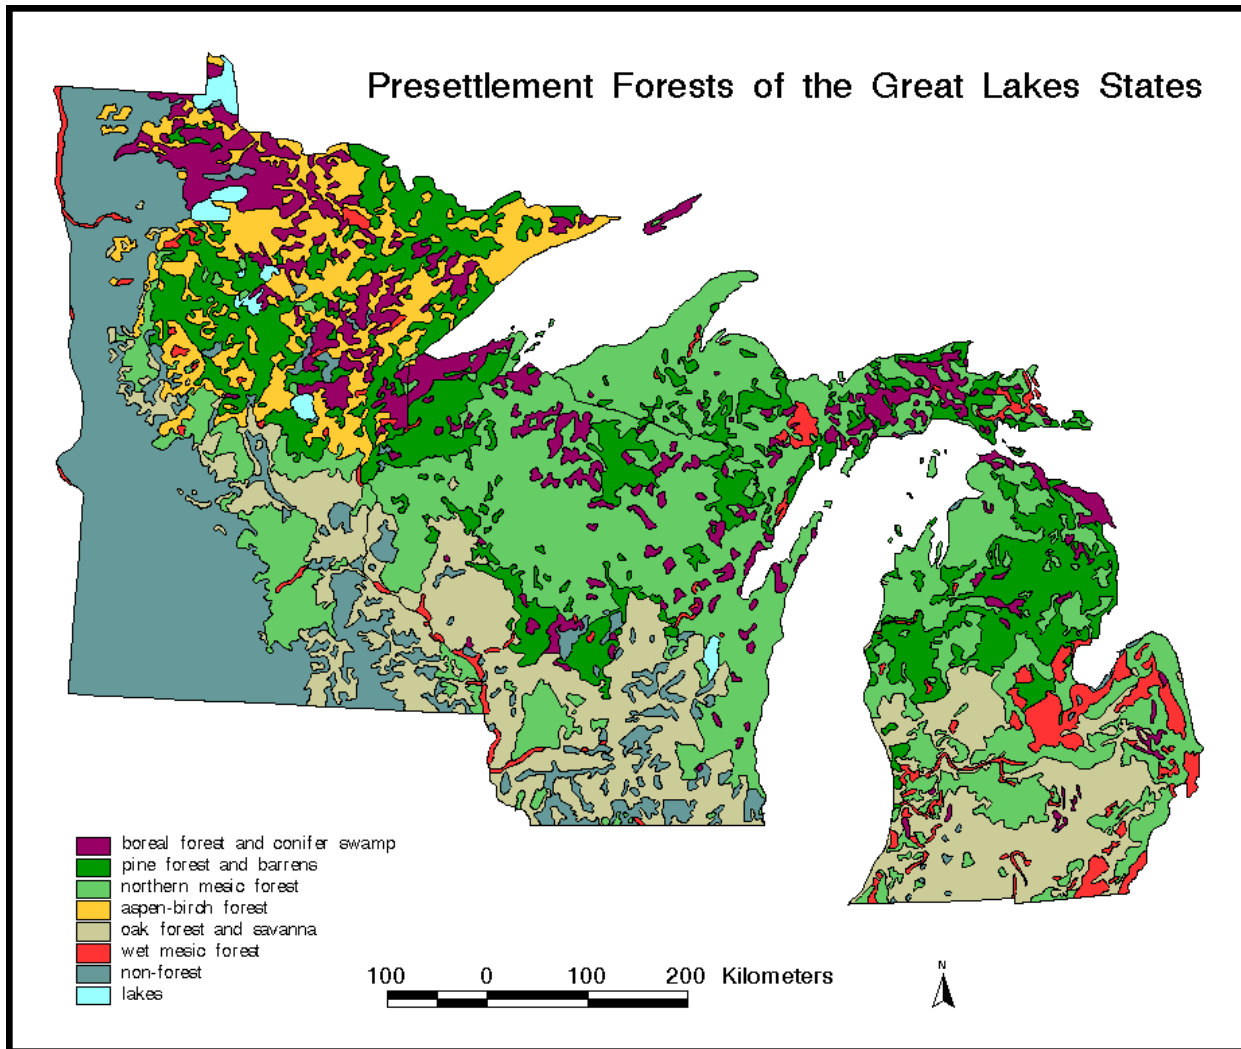 Presettlement Forests of the Great Lakes States
boreal forest and conifer swamp
pine forest and barrens
northern mesic forest
aspen-birch forest
oak forest and savanna
wet mesic forest
non-forest
lakes
100 0 100 200 Kilometers
N